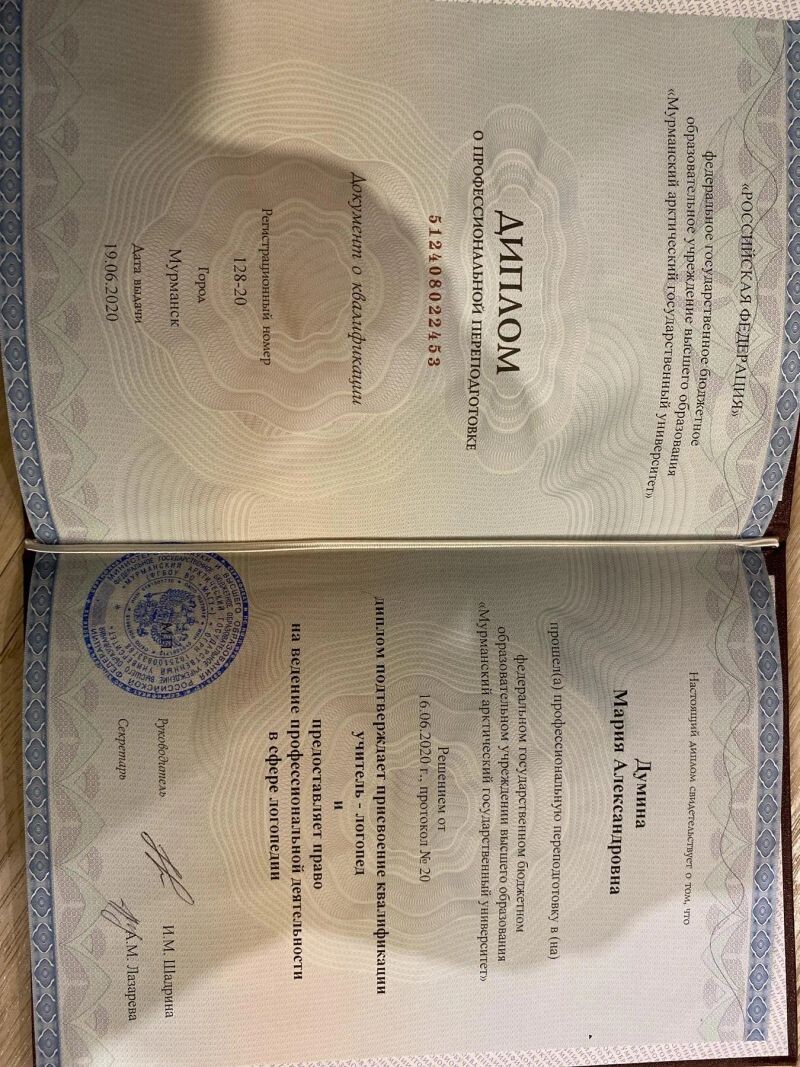 «РОССИЙСКАЯ ФЕДЕРАЦИЯ»
федеральное государственное бюджетное
образовательное учреждение высшего образования
«Мурманский арктический государственный университет»
ДИПЛОМ
О ПРОФЕССИОНАЛЬНОЙ ПЕРЕПОДГОТОВКЕ
512408022453
Документ о квалификации
Регистрационный номер
128-20
Город
Мурманск
Дата выдачи
19.06.2020
Настоящий диплом свидетельствует о том, что
Думина
Мария Александровна
прошел(а) профессиональную переподготовку в (на)
федеральном государственном бюджетном
образовательном учреждении высшего образования
«Мурманский арктический государственный университет»
Решением от
16.06.2020 г., протокол № 20
диплом подтверждает присвоение квалификации
учитель - логопед
и
предоставляет право
на ведение профессиональной деятельности
в сфере логопедии
М.П.
Руководитель
И.М. Шадрина
Секретарь
А.М. Лазарева